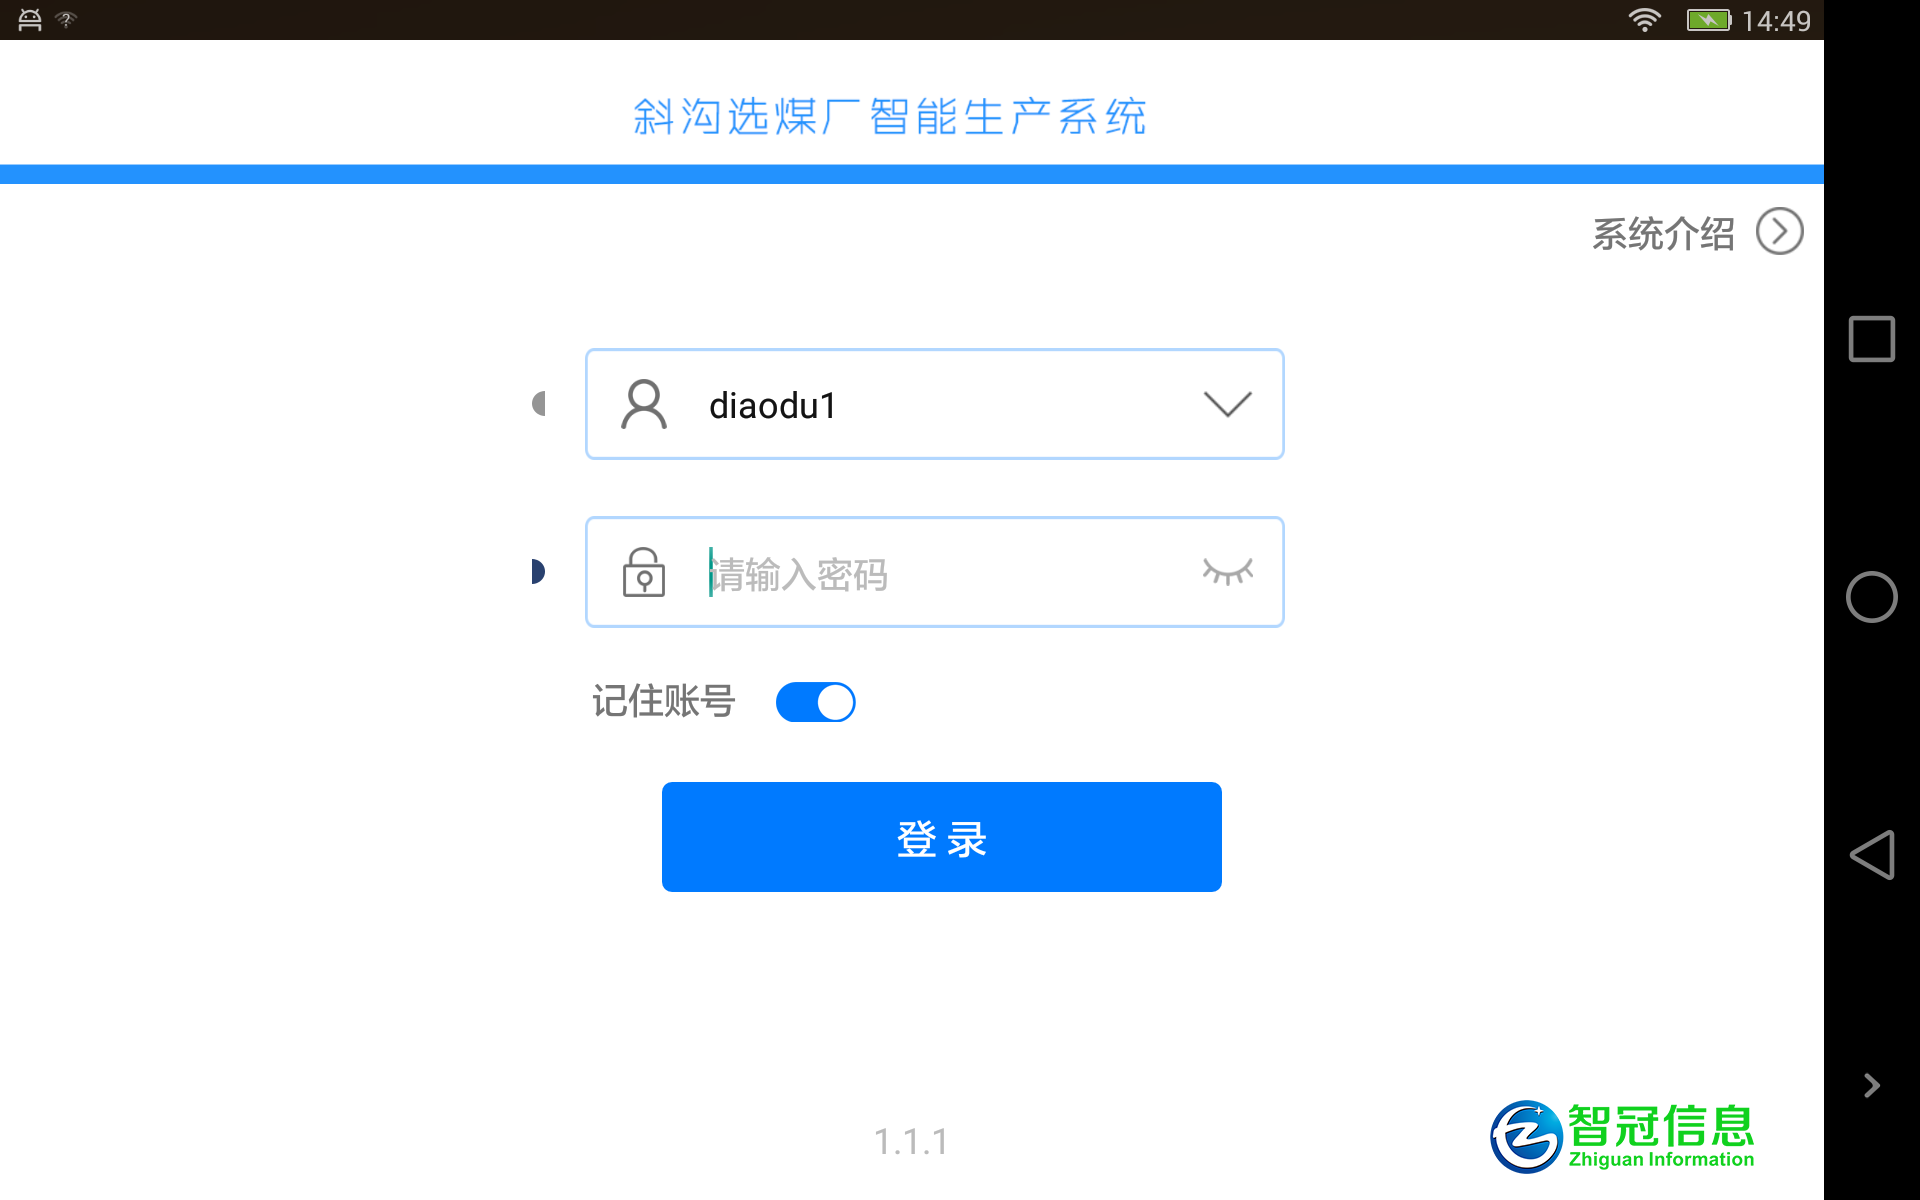 14:49
斜沟选煤厂智能生产系统
系统介绍
diaodu1
请输入密码
记住账号
登录
1.1.1
智冠信息
Zhiguan Information